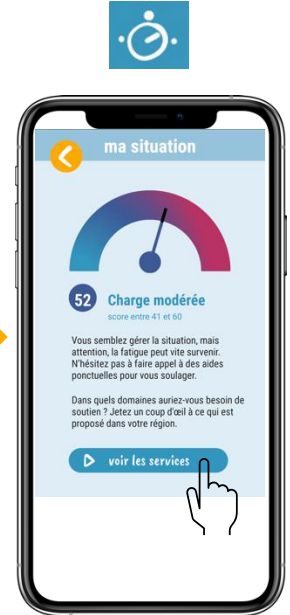 ma situation
52 Charge modérée
score entre 41 et 60
Vous semblez gérer la situation, mais
attention, la fatigue peut vite survenir.
N'hésitez pas à faire appel à des aides
ponctuelles pour vous soulager.
Dans quels domaines auriez-vous besoin de
soutien ? Jetez un coup d'œil à ce qui est
proposé dans votre région.
voir les services